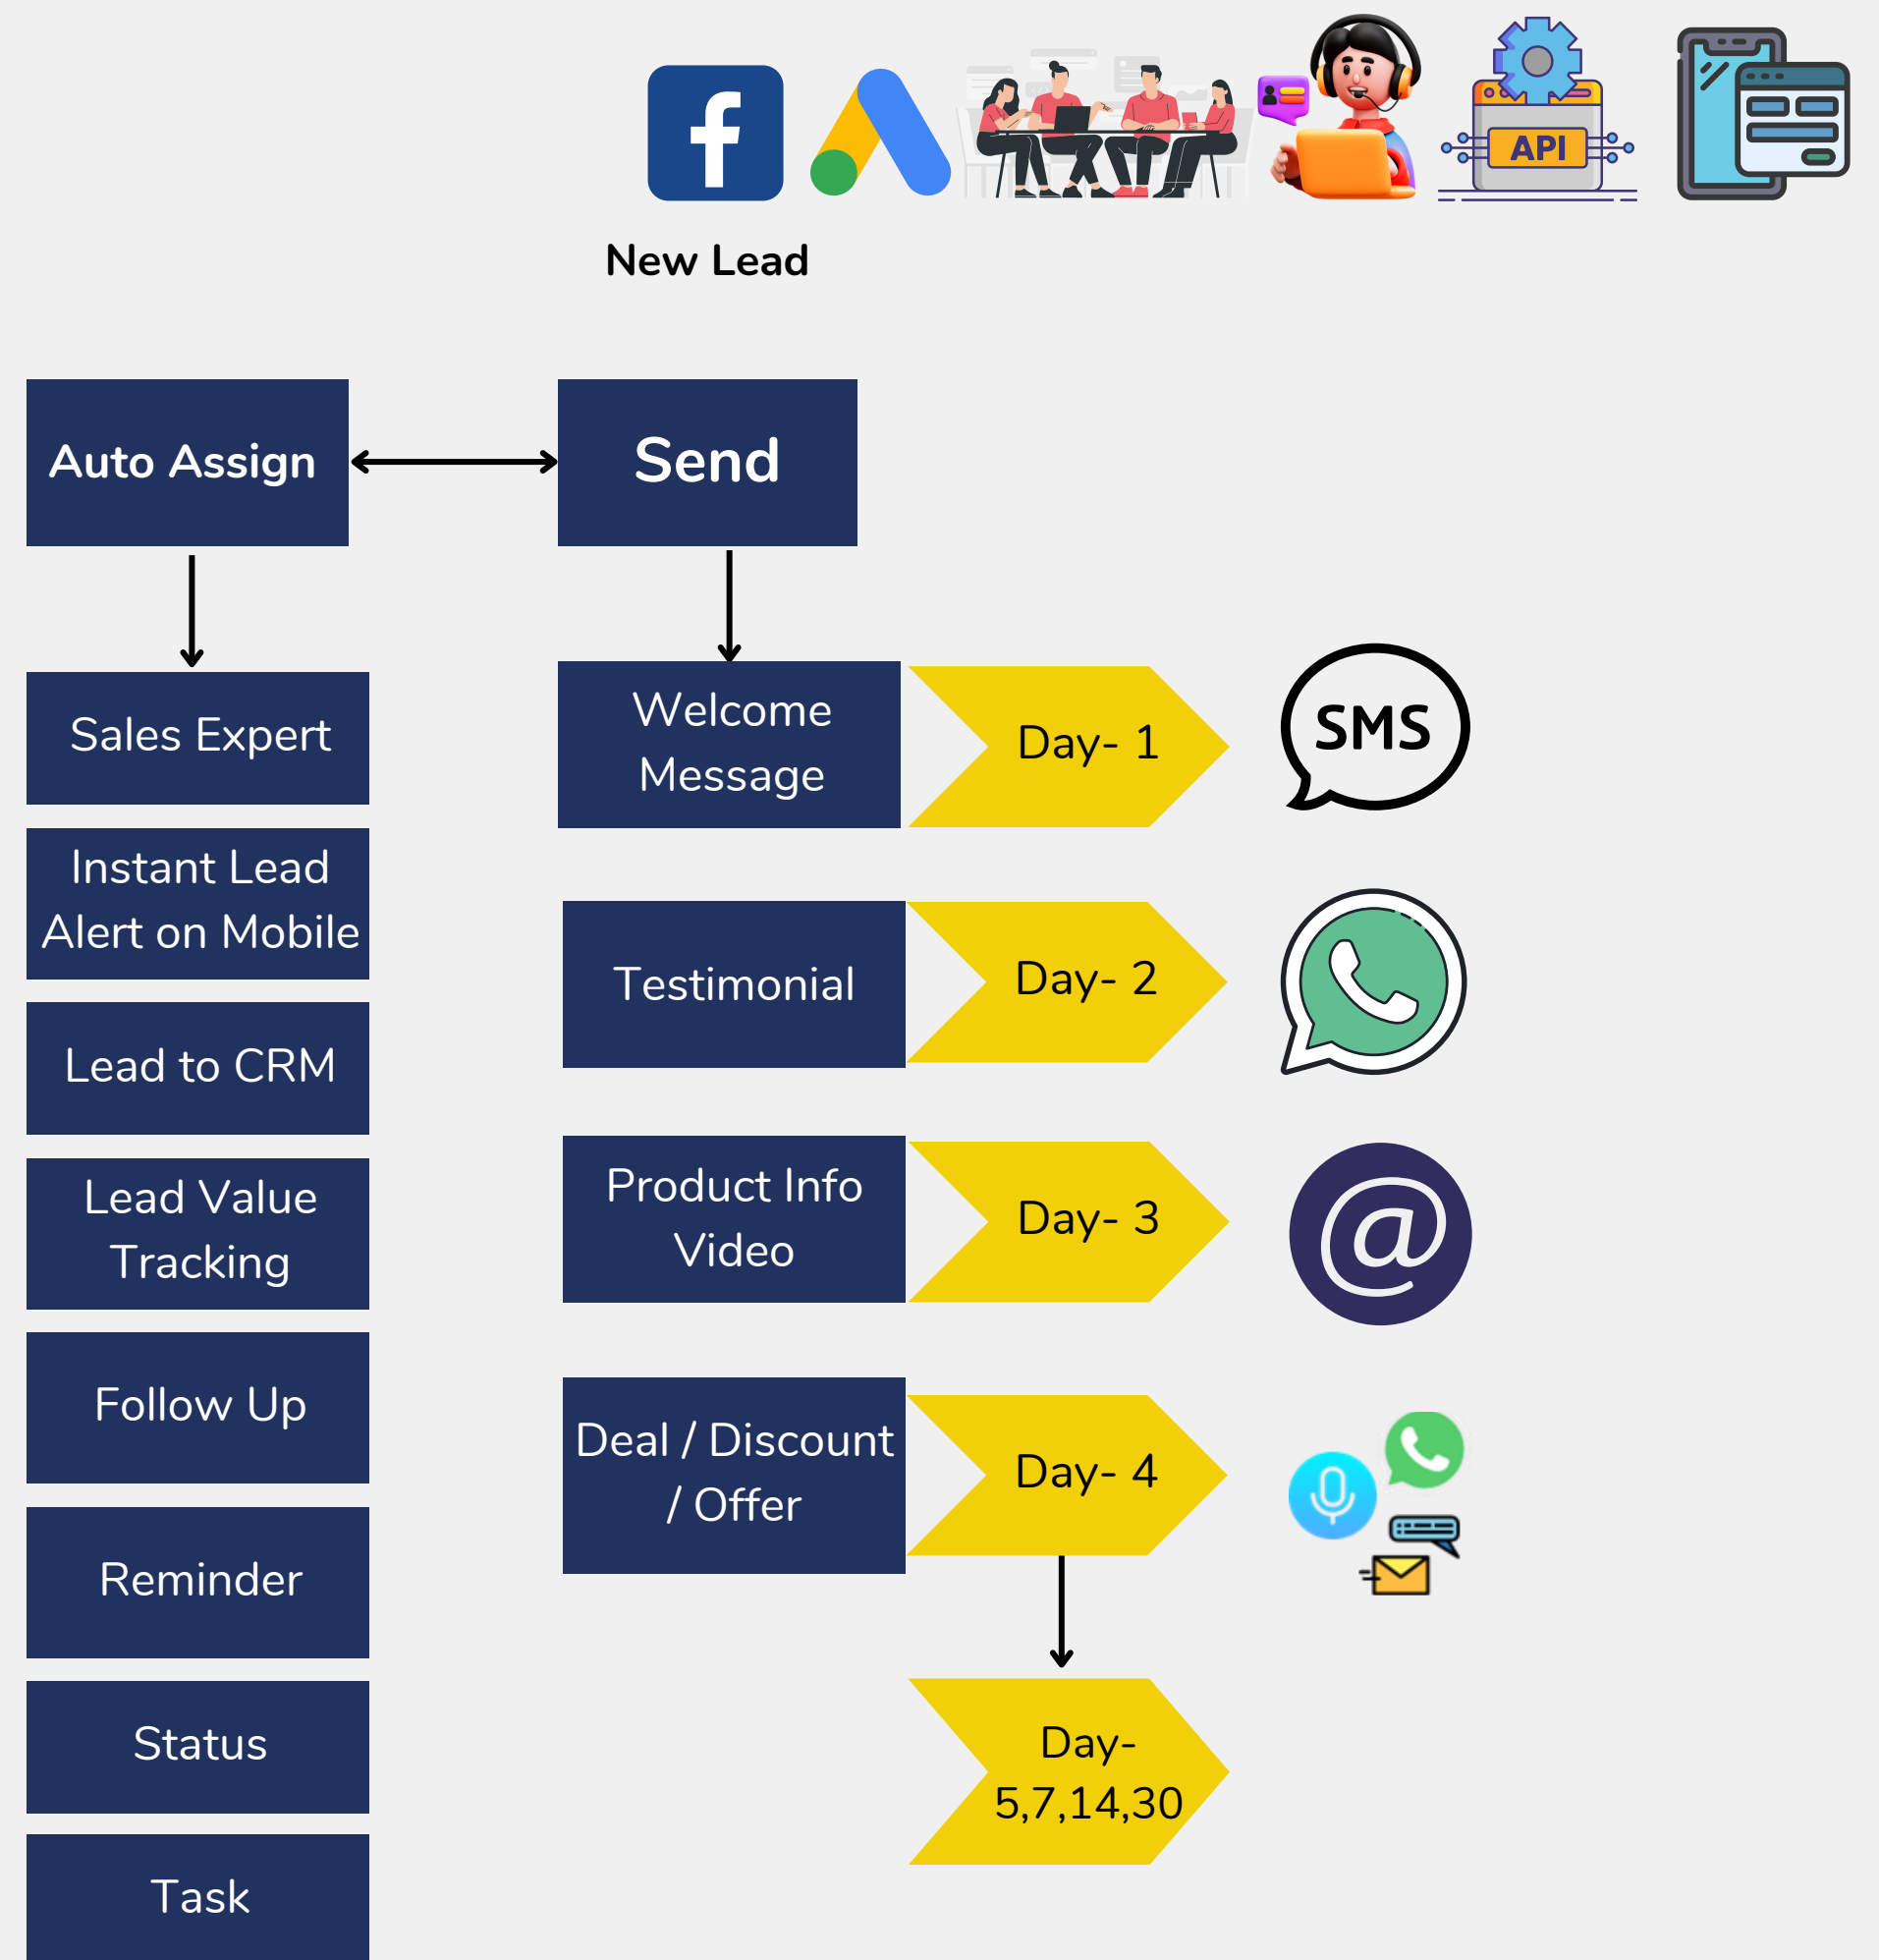 API
New Lead
Auto Assign
Send
Sales Expert
Instant Lead
Alert on Mobile
Lead to CRM
Lead Value
Tracking
Follow Up
Reminder
Status
Task
Welcome
Message
Day- 1
SMS
Testimonial
Day- 2
Product Info
Video
Day- 3
@
Deal / Discount
/ Offer
Day- 4
Day-
5,7,14,30